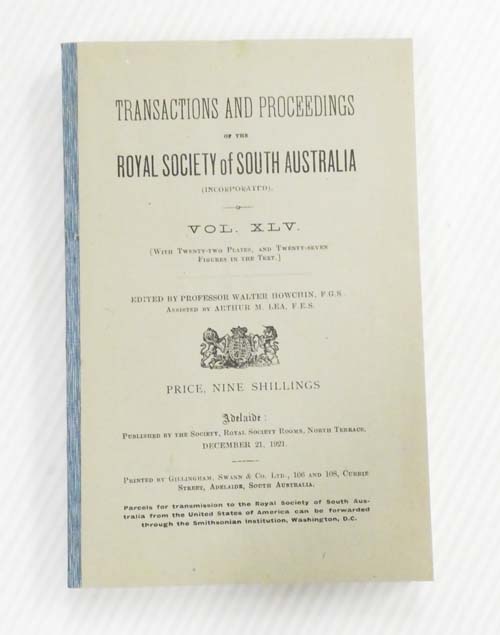 TRANSACTIONS AND PROCEEDINGS
OF THE
ROYAL SOCIETY of SOUTH AUSTRALIA
(INCORPORATED).
VOL. XLV.
[WITH TWENTY-TWO PLATES, AND TWENTY-SEVEN
FIGURES IN THE TEXT.]
EDITED BY PROFESSOR WALTER HOWCHIN, F.G.S.
ASSISTED BY ARTHUR M. LEA, F.E.S.
PRICE, NINE SHILLINGS
Adelaide:
PUBLISHED BY THE SOCIETY, ROYAL SOCIETY ROOMS, NORTH TERRACE,
DECEMBER 21, 1921.
PRINTED BY GILLINGHAM, SWANN & CO. LTD., 106 AND 108, CURRIE
STREET, ADELAIDE, SOUTH AUSTRALIA.
Parcels for transmission to the Royal Society of South Aus-
tralia from the United States of America can be forwarded
through the Smithsonian Institution, Washington, D.C.